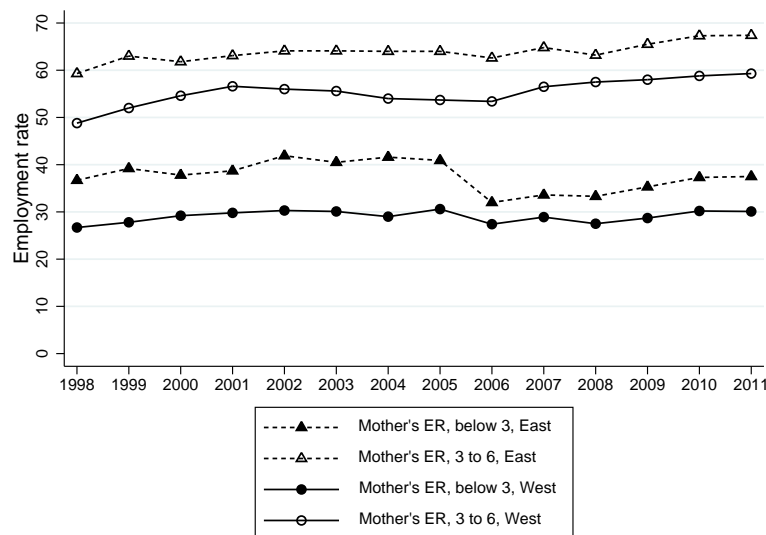 Employment rate
70
60
50
40
30
20
10
0
1998 1999 2000 2001 2002 2003 2004 2005 2006 2007 2008 2009 2010 2011
Mother's ER, below 3, East
Mother's ER, 3 to 6, East
Mother's ER, below 3, West
Mother's ER, 3 to 6, West